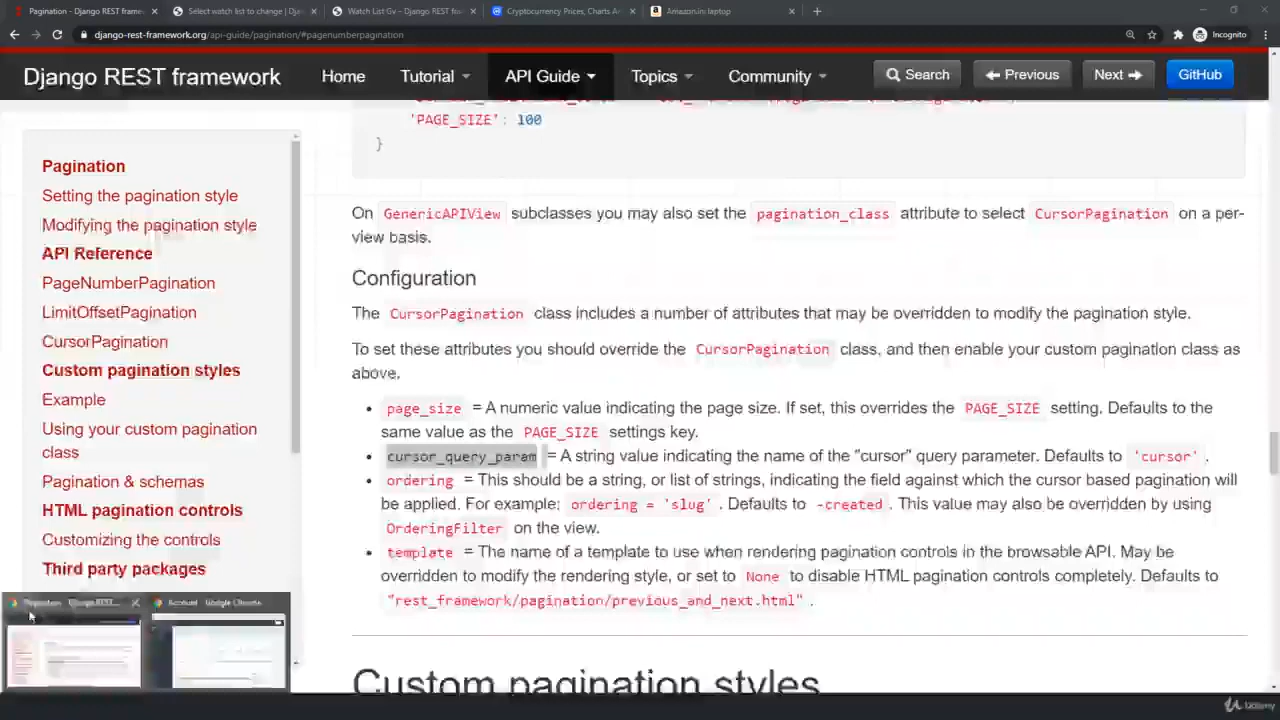 Pagination - Django REST framew
Select watch list to change | Djan
Watch List Gv – Django REST fram
Cryptocurrency Prices, Charts An
Amazon.in: laptop
django-rest-framework.org/api-guide/pagination/#pagenumberpagination
Incognito
Django REST framework
Home
Tutorial
API Guide
Topics
Community
Search
Previous
Next
GitHub
'PAGE_SIZE': 100
}
Pagination
Setting the pagination style
Modifying the pagination style
API Reference
PageNumberPagination
LimitOffsetPagination
CursorPagination
Custom pagination styles
Example
Using your custom pagination
class
Pagination & schemas
HTML pagination controls
Customizing the controls
Third party packages
On GenericAPIView subclasses you may also set the pagination_class attribute to select CursorPagination on a per-
view basis.
Configuration
The CursorPagination class includes a number of attributes that may be overridden to modify the pagination style.
To set these attributes you should override the CursorPagination class, and then enable your custom pagination class as
above.
• page_size = A numeric value indicating the page size. If set, this overrides the PAGE_SIZE setting. Defaults to the
same value as the PAGE_SIZE settings key.
• cursor_query_param = A string value indicating the name of the "cursor" query parameter. Defaults to 'cursor'.
• ordering = This should be a string, or list of strings, indicating the field against which the cursor based pagination will
be applied. For example: ordering = 'slug'. Defaults to -created. This value may also be overridden by using
OrderingFilter on the view.
• template = The name of a template to use when rendering pagination controls in the browsable API. May be
overridden to modify the rendering style, or set to None to disable HTML pagination controls completely. Defaults to
"rest_framework/pagination/previous_and_next.html".
Custom pagination styles
Google Chrome
Udemy